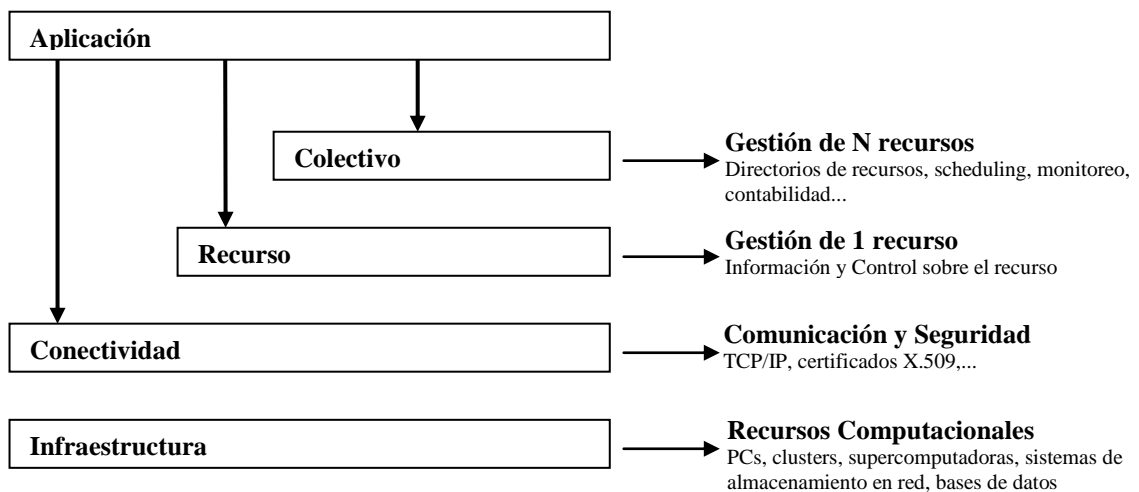 Aplicación
Colectivo
Gestión de N recursos
Directorios de recursos, scheduling, monitoreo,
contabilidad...
Recurso
Gestión de 1 recurso
Información y Control sobre el recurso
Conectividad
Comunicación y Seguridad
TCP/IP, certificados X.509,...
Infraestructura
Recursos Computacionales
PCs, clusters, supercomputadoras, sistemas de
almacenamiento en red, bases de datos